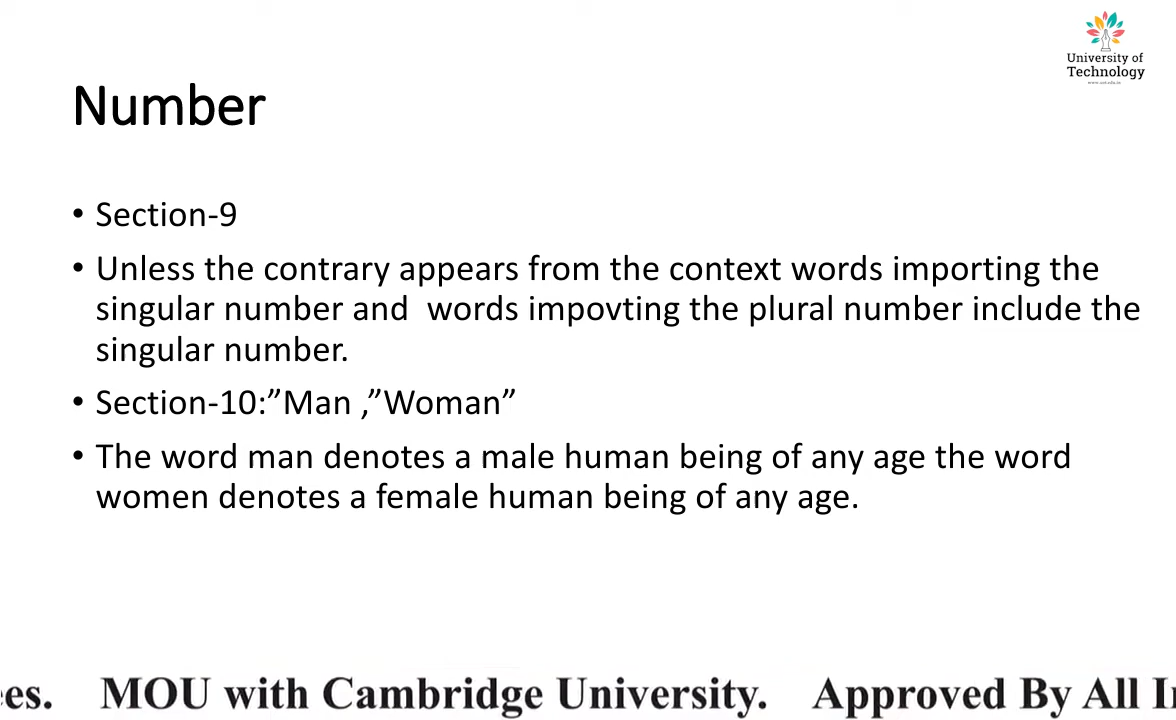 University of
Technology
Number
• Section-9
• Unless the contrary appears from the context words importing the
singular number and  words impovting the plural number include the
singular number.
• Section-10:”Man ,”Woman”
• The word man denotes a male human being of any age the word
women denotes a female human being of any age.
ees.    MOU with Cambridge University.    Approved By All I